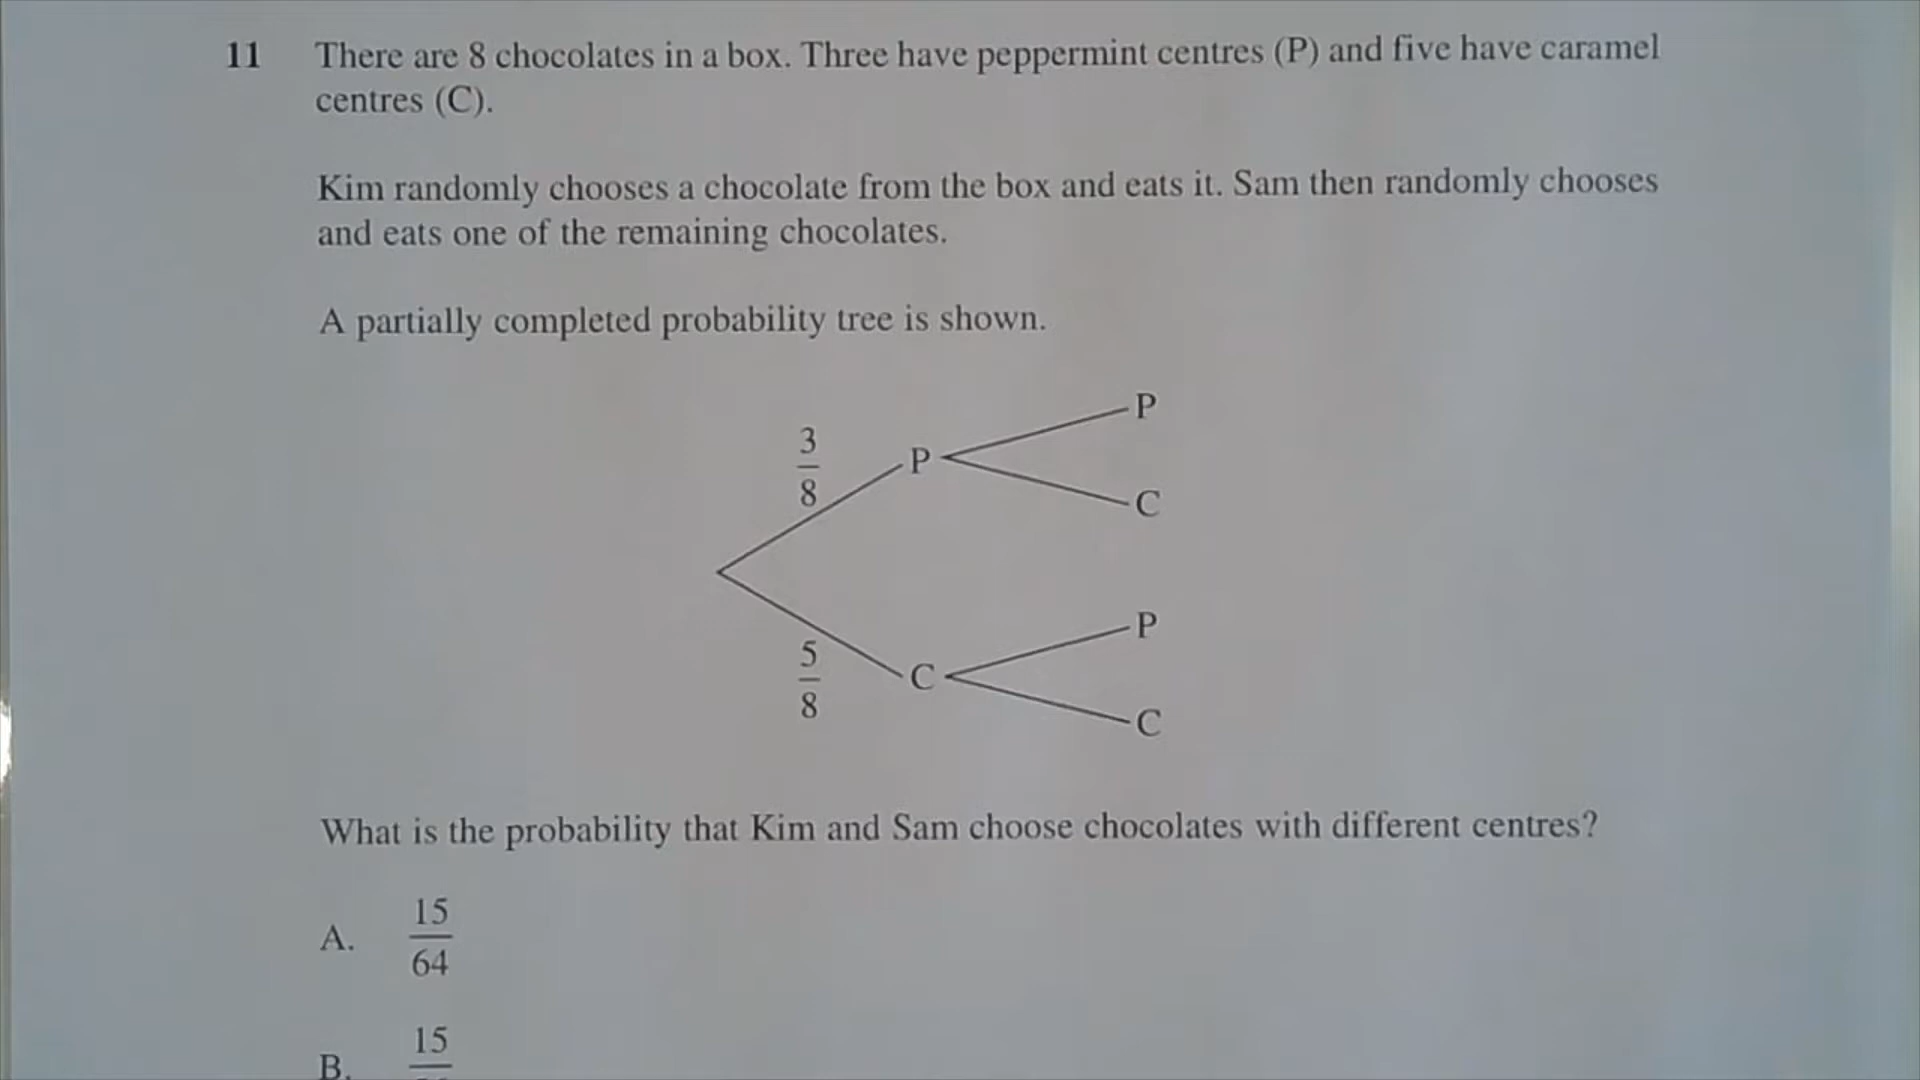 11 There are 8 chocolates in a box. Three have peppermint centres (P) and five have caramel
centres (C).
Kim randomly chooses a chocolate from the box and eats it. Sam then randomly chooses
and eats one of the remaining chocolates.
A partially completed probability tree is shown.
P
3
8
P
C
P
5
8
C
C
What is the probability that Kim and Sam choose chocolates with different centres?
A. 15
64
B. 15